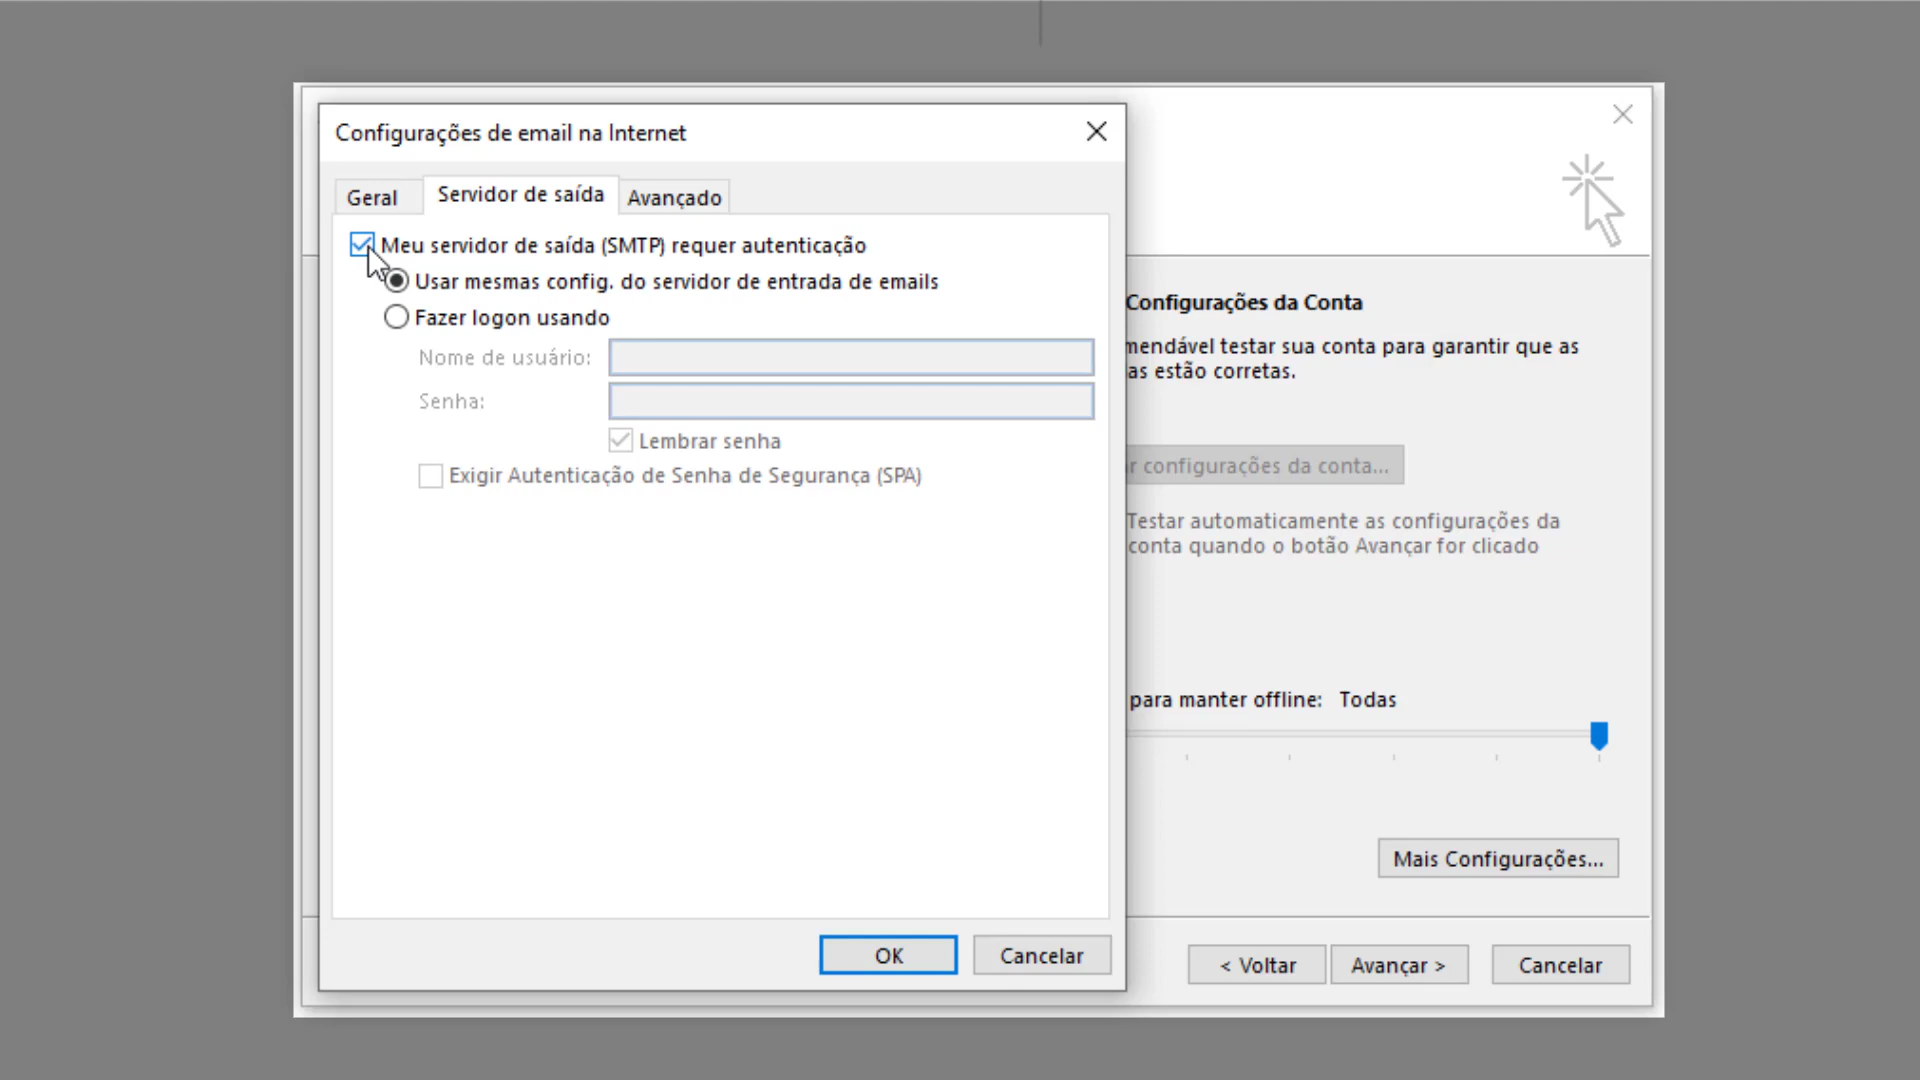 Configurações de email na Internet
Geral
Servidor de saída
Avançado
Meu servidor de saída (SMTP) requer autenticação
Usar mesmas config. do servidor de entrada de emails
Fazer logon usando
Nome de usuário:
Senha:
Lembrar senha
Exigir Autenticação de Senha de Segurança (SPA)
OK
Cancelar
Configurações da Conta
mendável testar sua conta para garantir que as
as estão corretas.
r configurações da conta...
Testar automaticamente as configurações da
conta quando o botão Avançar for clicado
para manter offline: Todas
Mais Configurações...
< Voltar
Avançar >
Cancelar